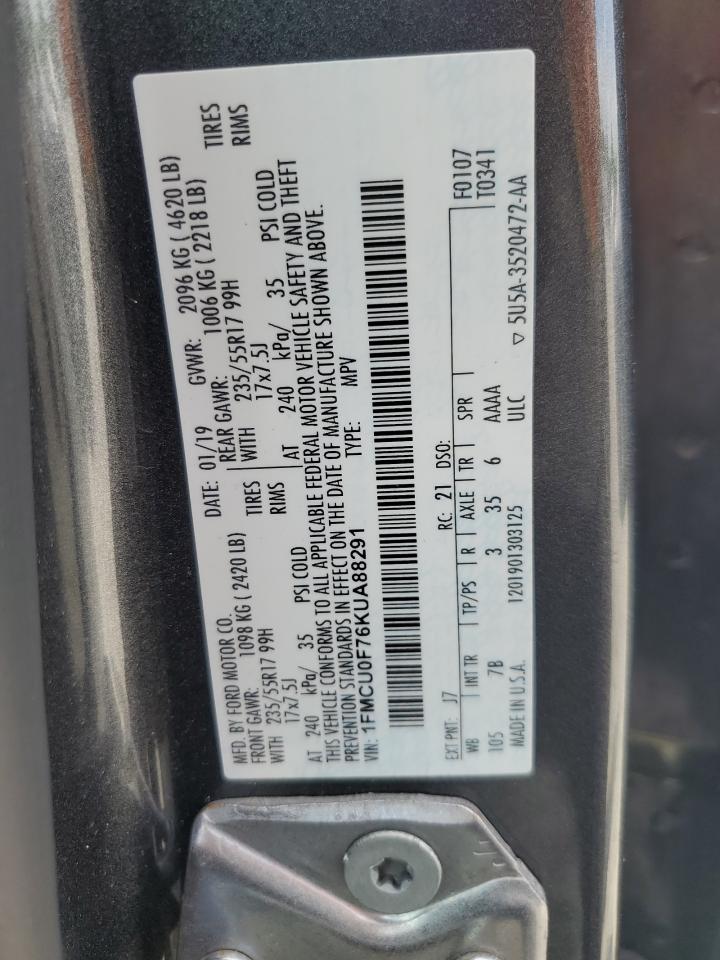 MFD. BY FORD MOTOR CO.
DATE: 01/19 GVWR: 2096 KG ( 4620 LB)
FRONT GAWR: 1098 KG ( 2420 LB) REAR GAWR: 1006 KG ( 2218 LB)
WITH 235/55R17 99H TIRES WITH 235/55R17 99H TIRES
17x7.5J RIMS 17x7.5J RIMS
AT 240 kPa/ 35 PSI COLD AT 240 kPa/ 35 PSI COLD
THIS VEHICLE CONFORMS TO ALL APPLICABLE FEDERAL MOTOR VEHICLE SAFETY AND THEFT
PREVENTION STANDARDS IN EFFECT ON THE DATE OF MANUFACTURE SHOWN ABOVE.
VIN: 1FMCU0F76KUA88291 TYPE: MPV
EXT PNT: J7 RC: 21 DSO: F0107
WB INT TR TP/PS R AXLE TR SPR T0341
105 7B 3 35 6 AAAA
MADE IN U.S.A. 1201901303125 ULC ▽ 5U5A-3520472-AA